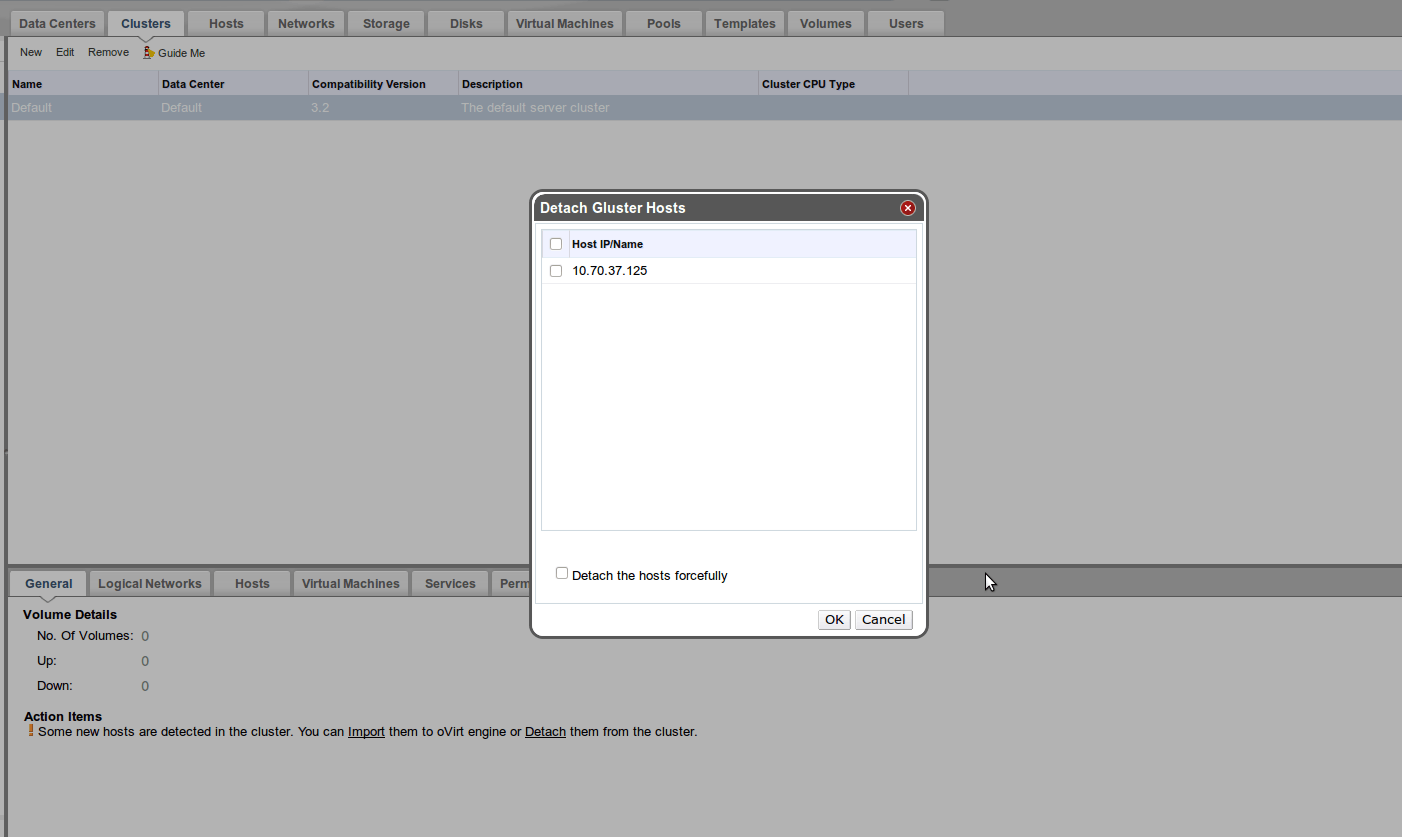 Data Centers Clusters Hosts Networks Storage Disks Virtual Machines Pools Templates Volumes Users
New Edit Remove Guide Me
Name Data Center Compatibility Version Description Cluster CPU Type
Default Default 3.2 The default server cluster
Detach Gluster Hosts
Host IP/Name
10.70.37.125
Detach the hosts forcefully
OK Cancel
General Logical Networks Hosts Virtual Machines Services Perm
Volume Details
No. Of Volumes: 0
Up: 0
Down: 0
Action Items
Some new hosts are detected in the cluster. You can Import them to oVirt engine or Detach them from the cluster.